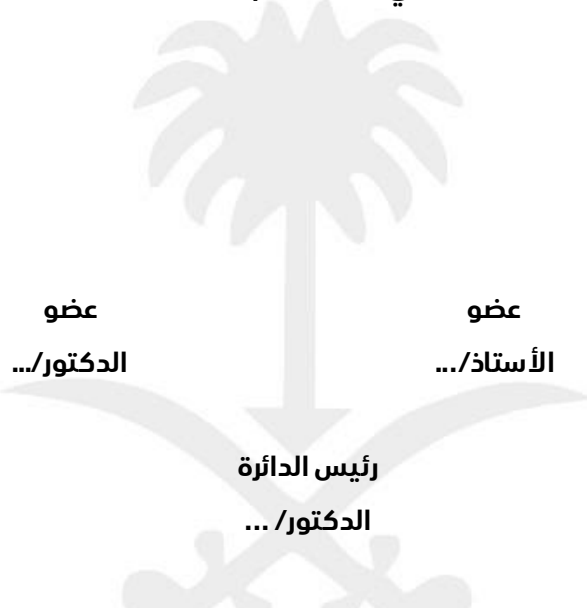 عضو
عضو
الأستاذ/...
الدكتور/...
رئيس الدائرة
الدكتور/ ...